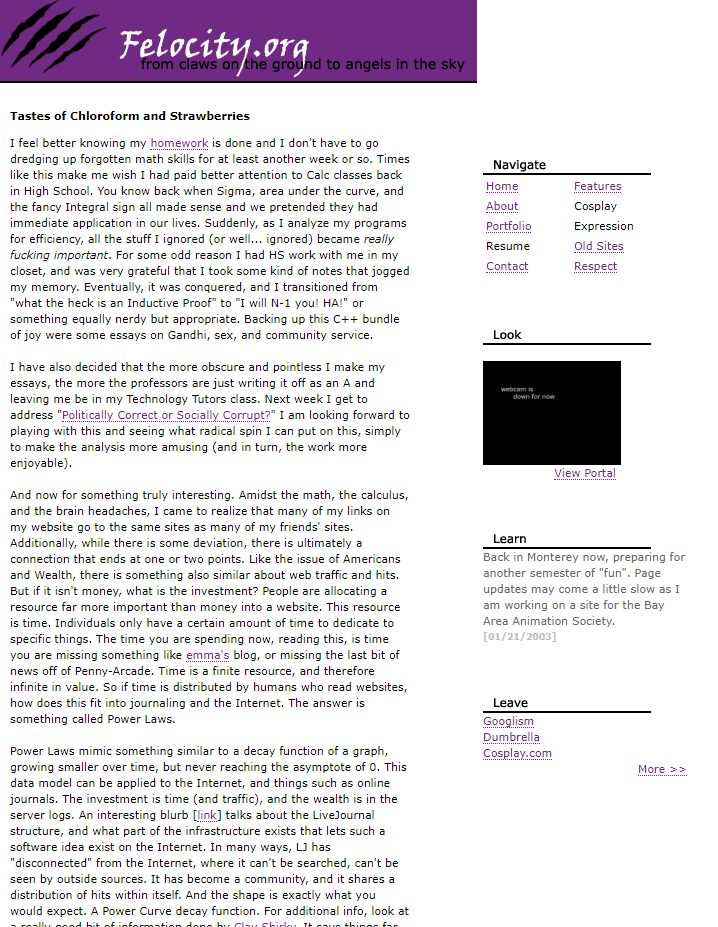 Felocity.org
from claws on the ground to angels in the sky
Tastes of Chloroform and Strawberries
I feel better knowing my homework is done and I don't have to go
dredging up forgotten math skills for at least another week or so. Times
like this make me wish I had paid better attention to Calc classes back
in High School. You know back when Sigma, area under the curve, and
the fancy Integral sign all made sense and we pretended they had
immediate application in our lives. Suddenly, as I analyze my programs
for efficiency, all the stuff I ignored (or well... ignored) became really
fucking important. For some odd reason I had HS work with me in my
closet, and was very grateful that I took some kind of notes that jogged
my memory. Eventually, it was conquered, and I transitioned from
"what the heck is an Inductive Proof" to "I will N-1 you! HA!" or
something equally nerdy but appropriate. Backing up this C++ bundle
of joy were some essays on Gandhi, sex, and community service.
I have also decided that the more obscure and pointless I make my
essays, the more the professors are just writing it off as an A and
leaving me be in my Technology Tutors class. Next week I get to
address "Politically Correct or Socially Corrupt?" I am looking forward to
playing with this and seeing what radical spin I can put on this, simply
to make the analysis more amusing (and in turn, the work more
enjoyable).
And now for something truly interesting. Amidst the math, the calculus,
and the brain headaches, I came to realize that many of my links on
my website go to the same sites as many of my friends' sites.
Additionally, while there is some deviation, there is ultimately a
connection that ends at one or two points. Like the issue of Americans
and Wealth, there is something also similar about web traffic and hits.
But if it isn't money, what is the investment? People are allocating a
resource far more important than money into a website. This resource
is time. Individuals only have a certain amount of time to dedicate to
specific things. The time you are spending now, reading this, is time
you are missing something like emma's blog, or missing the last bit of
news off of Penny-Arcade. Time is a finite resource, and therefore
infinite in value. So if time is distributed by humans who read websites,
how does this fit into journaling and the Internet. The answer is
something called Power Laws.
Power Laws mimic something similar to a decay function of a graph,
growing smaller over time, but never reaching the asymptote of 0. This
data model can be applied to the Internet, and things such as online
journals. The investment is time (and traffic), and the wealth is in the
server logs. An interesting blurb [link] talks about the LiveJournal
structure, and what part of the infrastructure exists that lets such a
software idea exist on the Internet. In many ways, LJ has
"disconnected" from the Internet, where it can't be searched, can't be
seen by outside sources. It has become a community, and it shares a
distribution of hits within itself. And the shape is exactly what you
would expect. A Power Curve decay function. For additional info, look at
a really good bit of information done by Clay Shirky. It says things far
Navigate
Home Features
About Cosplay
Portfolio Expression
Resume Old Sites
Contact Respect
Look
webcam is
down for now
View Portal
Learn
Back in Monterey now, preparing for
another semester of "fun". Page
updates may come a little slow as I
am working on a site for the Bay
Area Animation Society.
[01/21/2003]
Leave
Googlism
Dumbrella
Cosplay.com
More >>